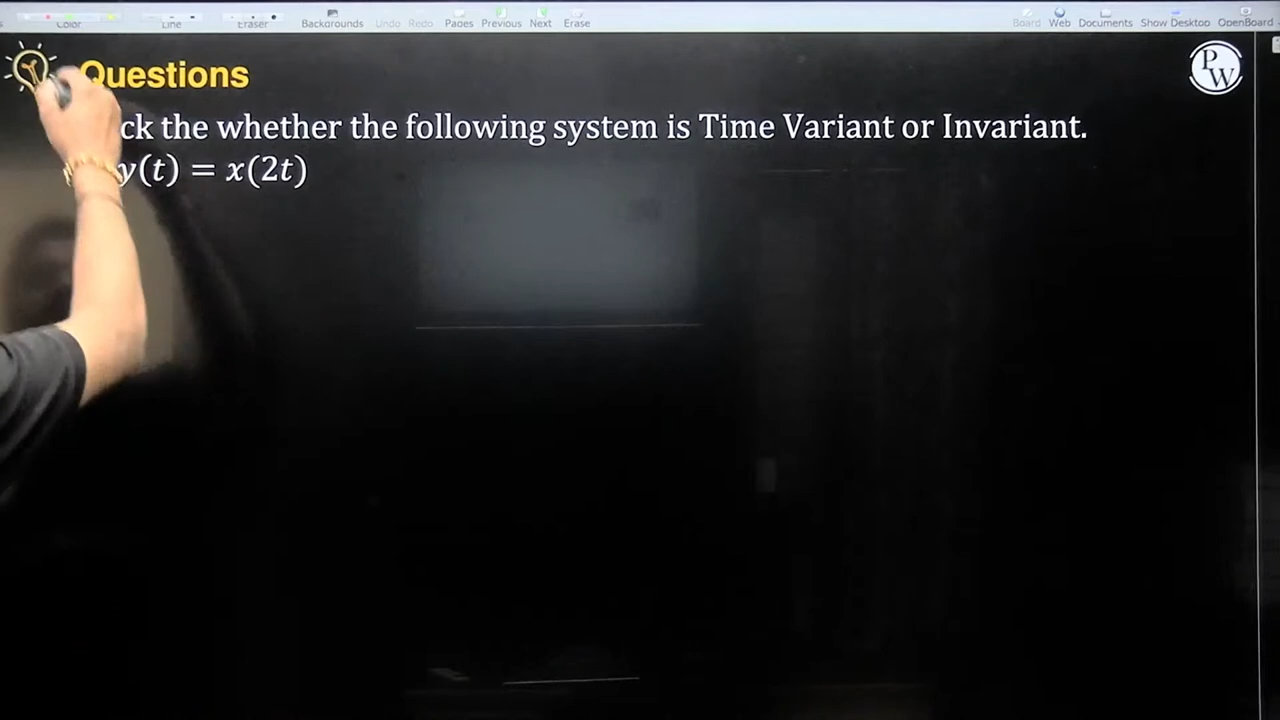 Color Line Eraser Backgrounds Undo Redo Pages Previous Next Erase Board Web Documents Show Desktop OpenBoard
Questions
PW
ck the whether the following system is Time Variant or Invariant.
y(t) = x(2t)